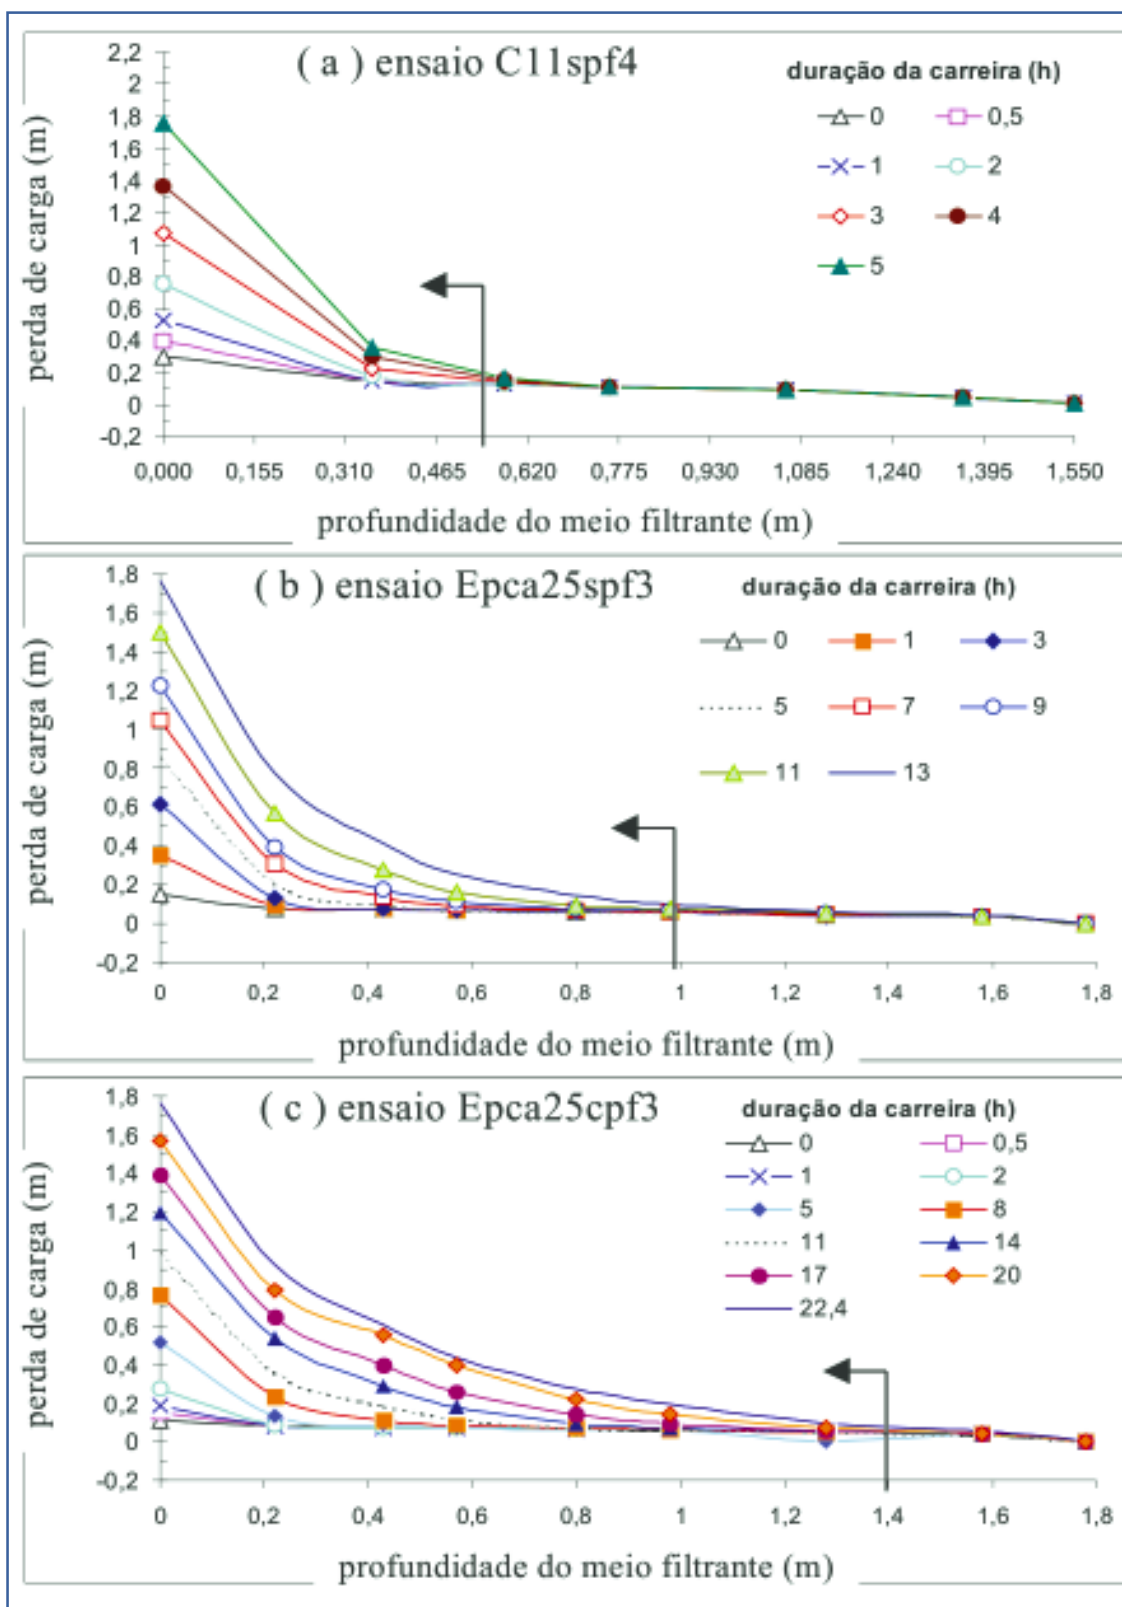 ( a ) ensaio C11spf4
duração da carreira (h)
0 0,5
1 2
3 4
5
perda de carga (m)
2,2
2
1,8
1,6
1,4
1,2
1
0,8
0,6
0,4
0,2
0
-0,2
0,000 0,155 0,310 0,465 0,620 0,775 0,930 1,085 1,240 1,395 1,550
profundidade do meio filtrante (m)
( b ) ensaio Epca25spf3
duração da carreira (h)
0 1 3
5 7 9
11 13
perda de carga (m)
1,8
1,6
1,4
1,2
1
0,8
0,6
0,4
0,2
0
-0,2
0 0,2 0,4 0,6 0,8 1 1,2 1,4 1,6 1,8
profundidade do meio filtrante (m)
( c ) ensaio Epca25cpf3
duração da carreira (h)
0 0,5
1 2
5 8
11 14
17 20
22,4
perda de carga (m)
1,8
1,6
1,4
1,2
1
0,8
0,6
0,4
0,2
0
-0,2
0 0,2 0,4 0,6 0,8 1 1,2 1,4 1,6 1,8
profundidade do meio filtrante (m)